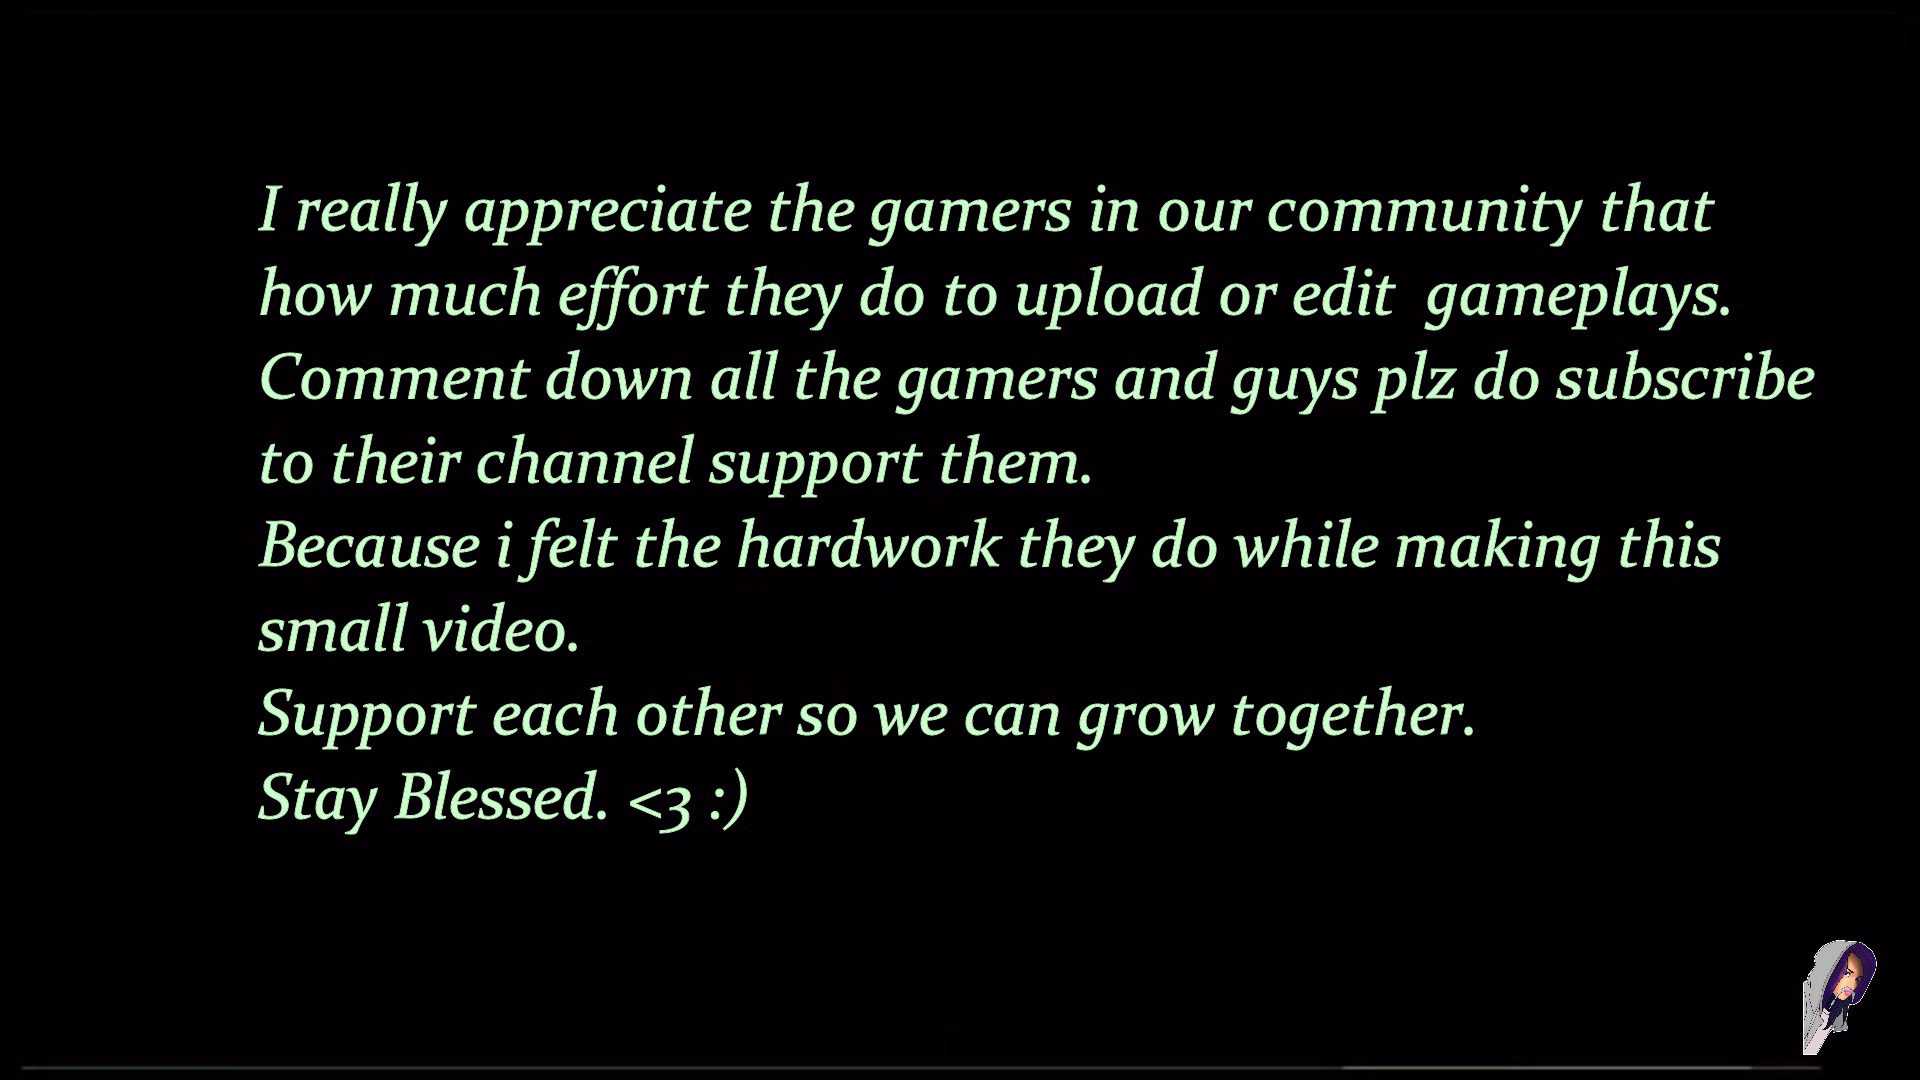 I really appreciate the gamers in our community that
how much effort they do to upload or edit  gameplays.
Comment down all the gamers and guys plz do subscribe
to their channel support them.
Because i felt the hardwork they do while making this
small video.
Support each other so we can grow together.
Stay Blessed. <3 :)